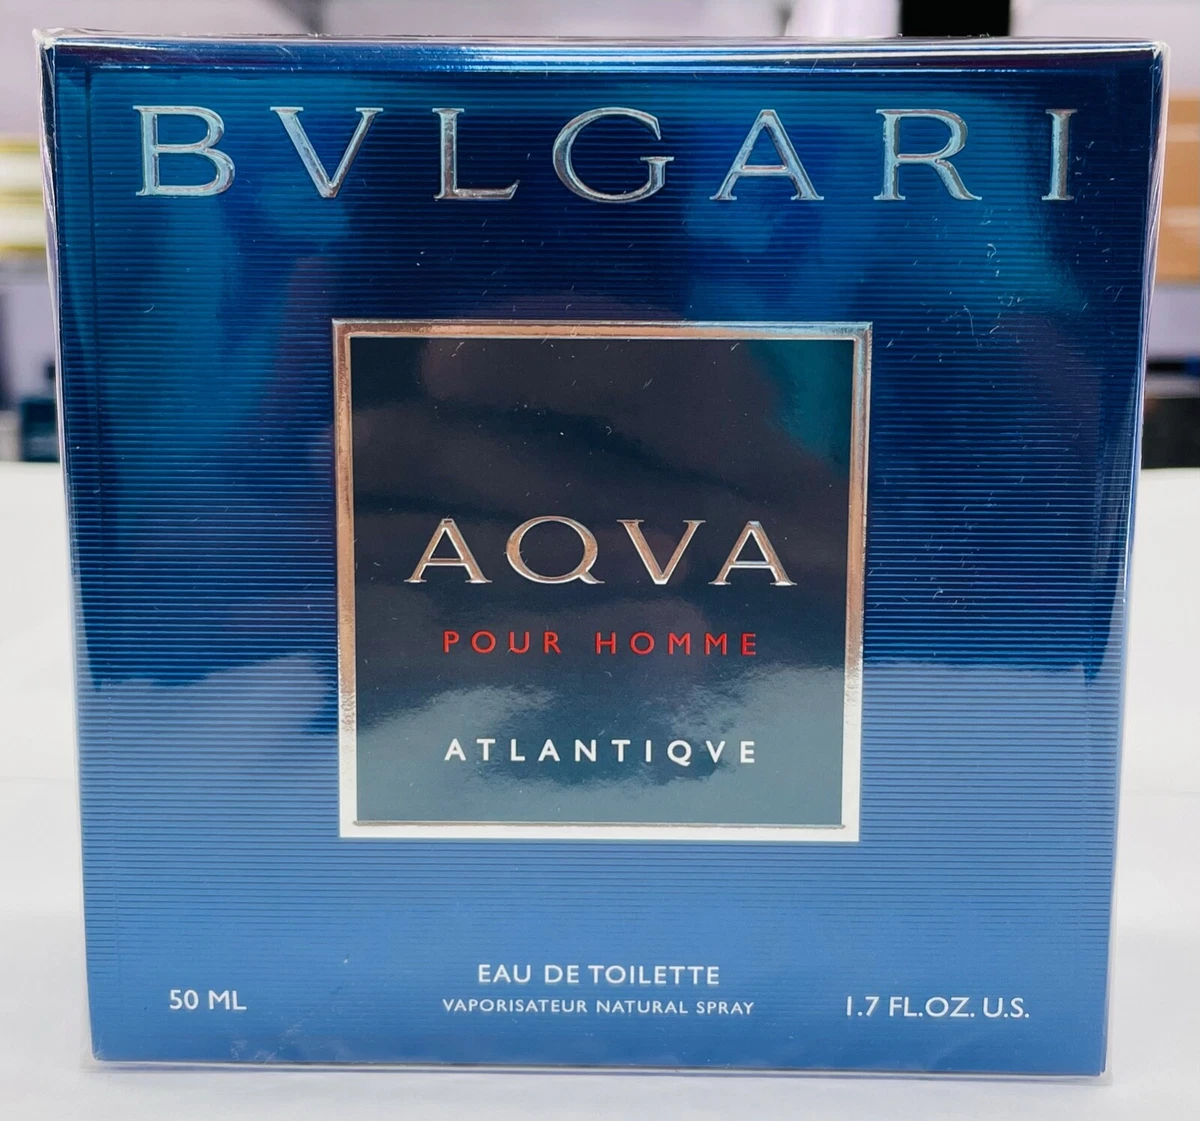 BVLGARI
AQVA
POUR HOMME
ATLANTIQVE
EAU DE TOILETTE
50 ML
VAPORISATEUR NATURAL SPRAY
1.7 FL.OZ. U.S.